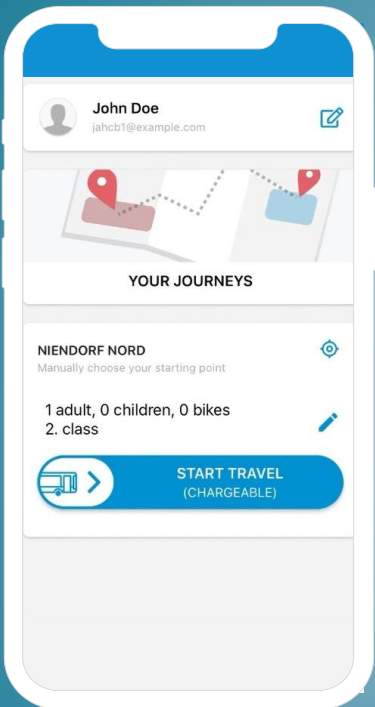 John Doe
jahcb1@example.com
YOUR JOURNEYS
NIENDORF NORD
Manually choose your starting point
1 adult, 0 children, 0 bikes
2. class
START TRAVEL
(CHARGEABLE)